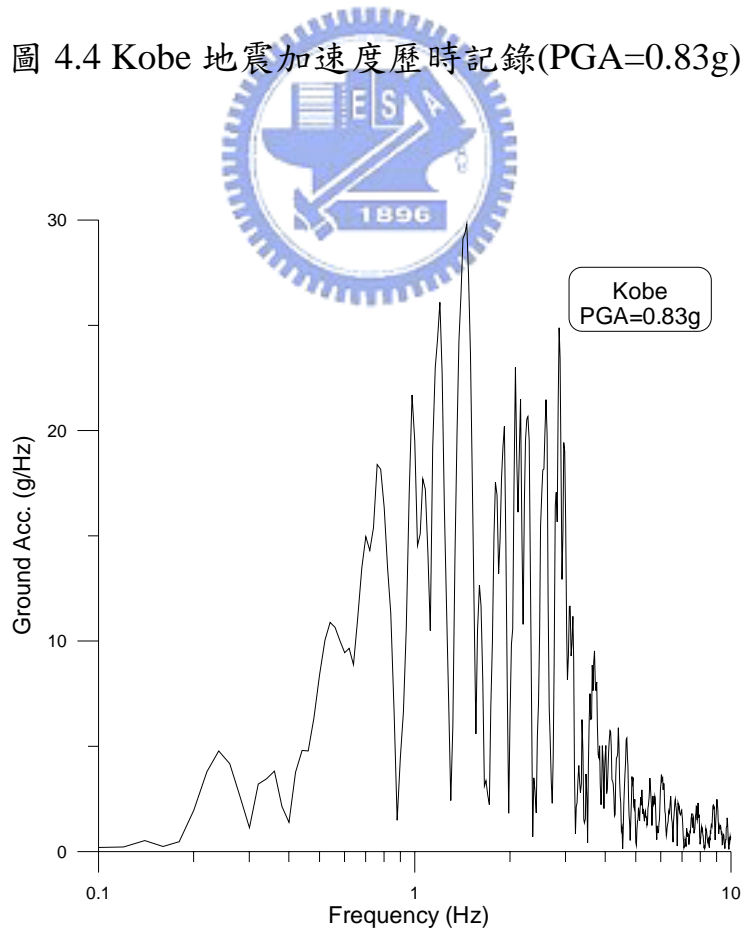 圖 4.4 Kobe 地震加速度歷時記錄(PGA=0.83g)
E S A
1896
30
Kobe
PGA=0.83g
20
Ground Acc. (g/Hz)
10
0
0.1 1 10
Frequency (Hz)